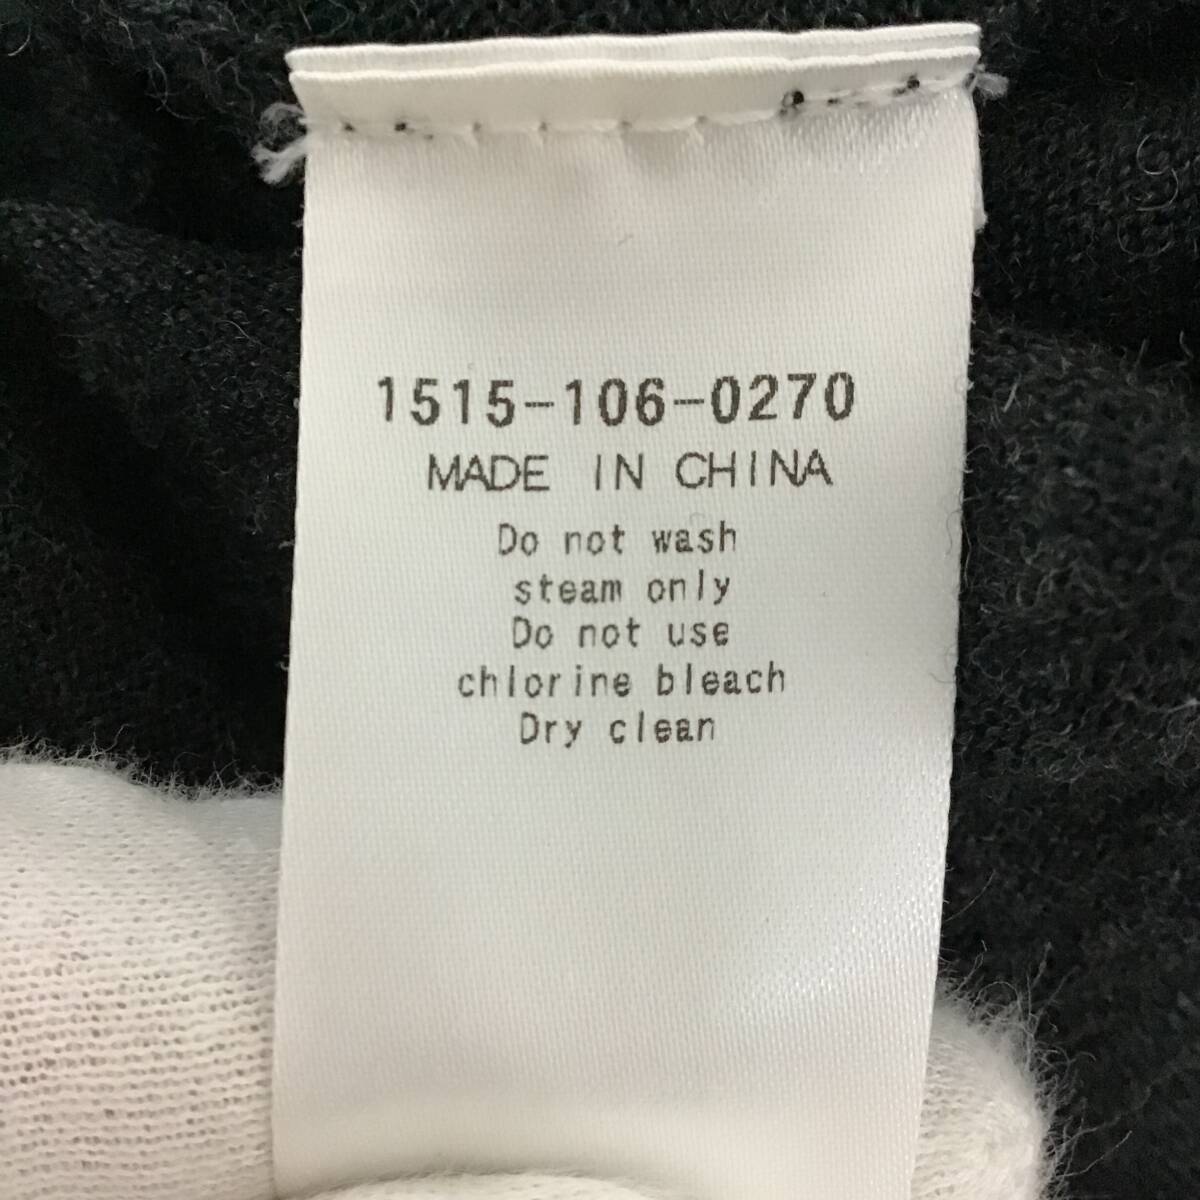 1515-106-0270
MADE IN CHINA
Do not wash
steam only
Do not use
chlorine bleach
Dry clean